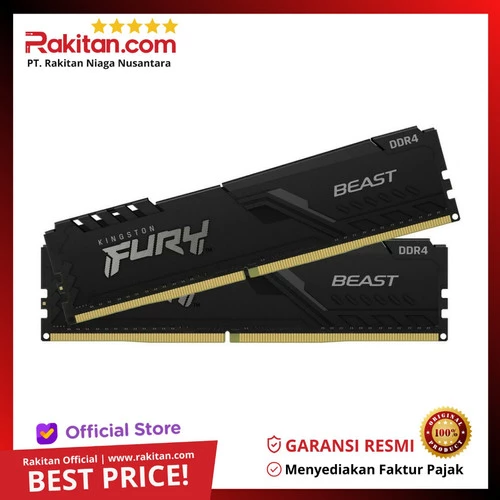 Rakitan.com
PT. Rakitan Niaga Nusantara
DDR4
BEAST
KINGSTON
FURY
DDR4
BEAST
Official Store
Rakitan Official | www.rakitan.com
BEST PRICE!
GARANSI RESMI
Menyediakan Faktur Pajak
ORIGINAL
100%